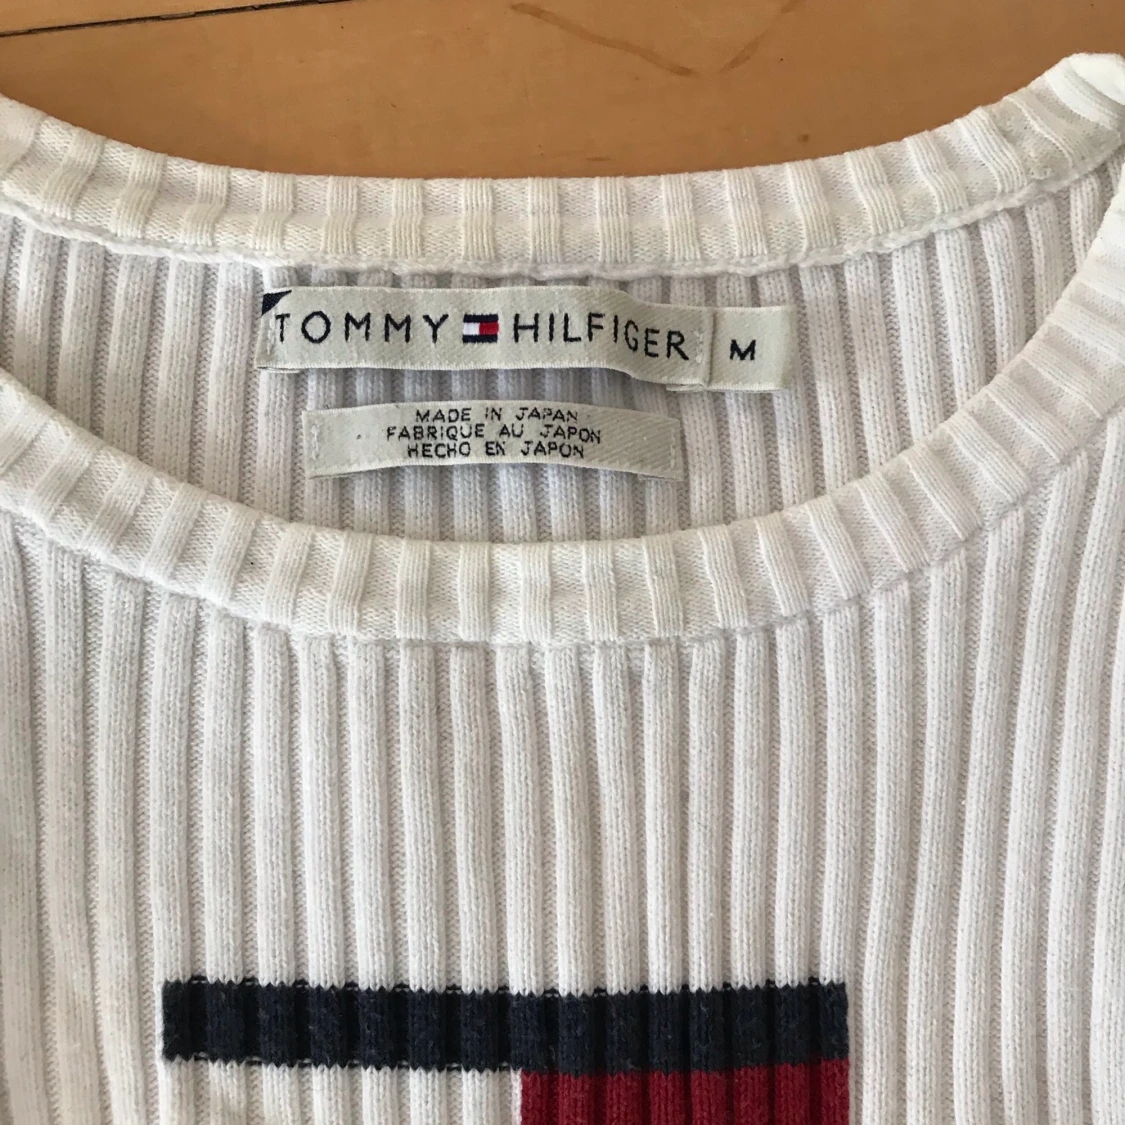 TOMMY HILFIGER M
MADE IN JAPAN
FABRIQUE AU JAPON
HECHO EN JAPON